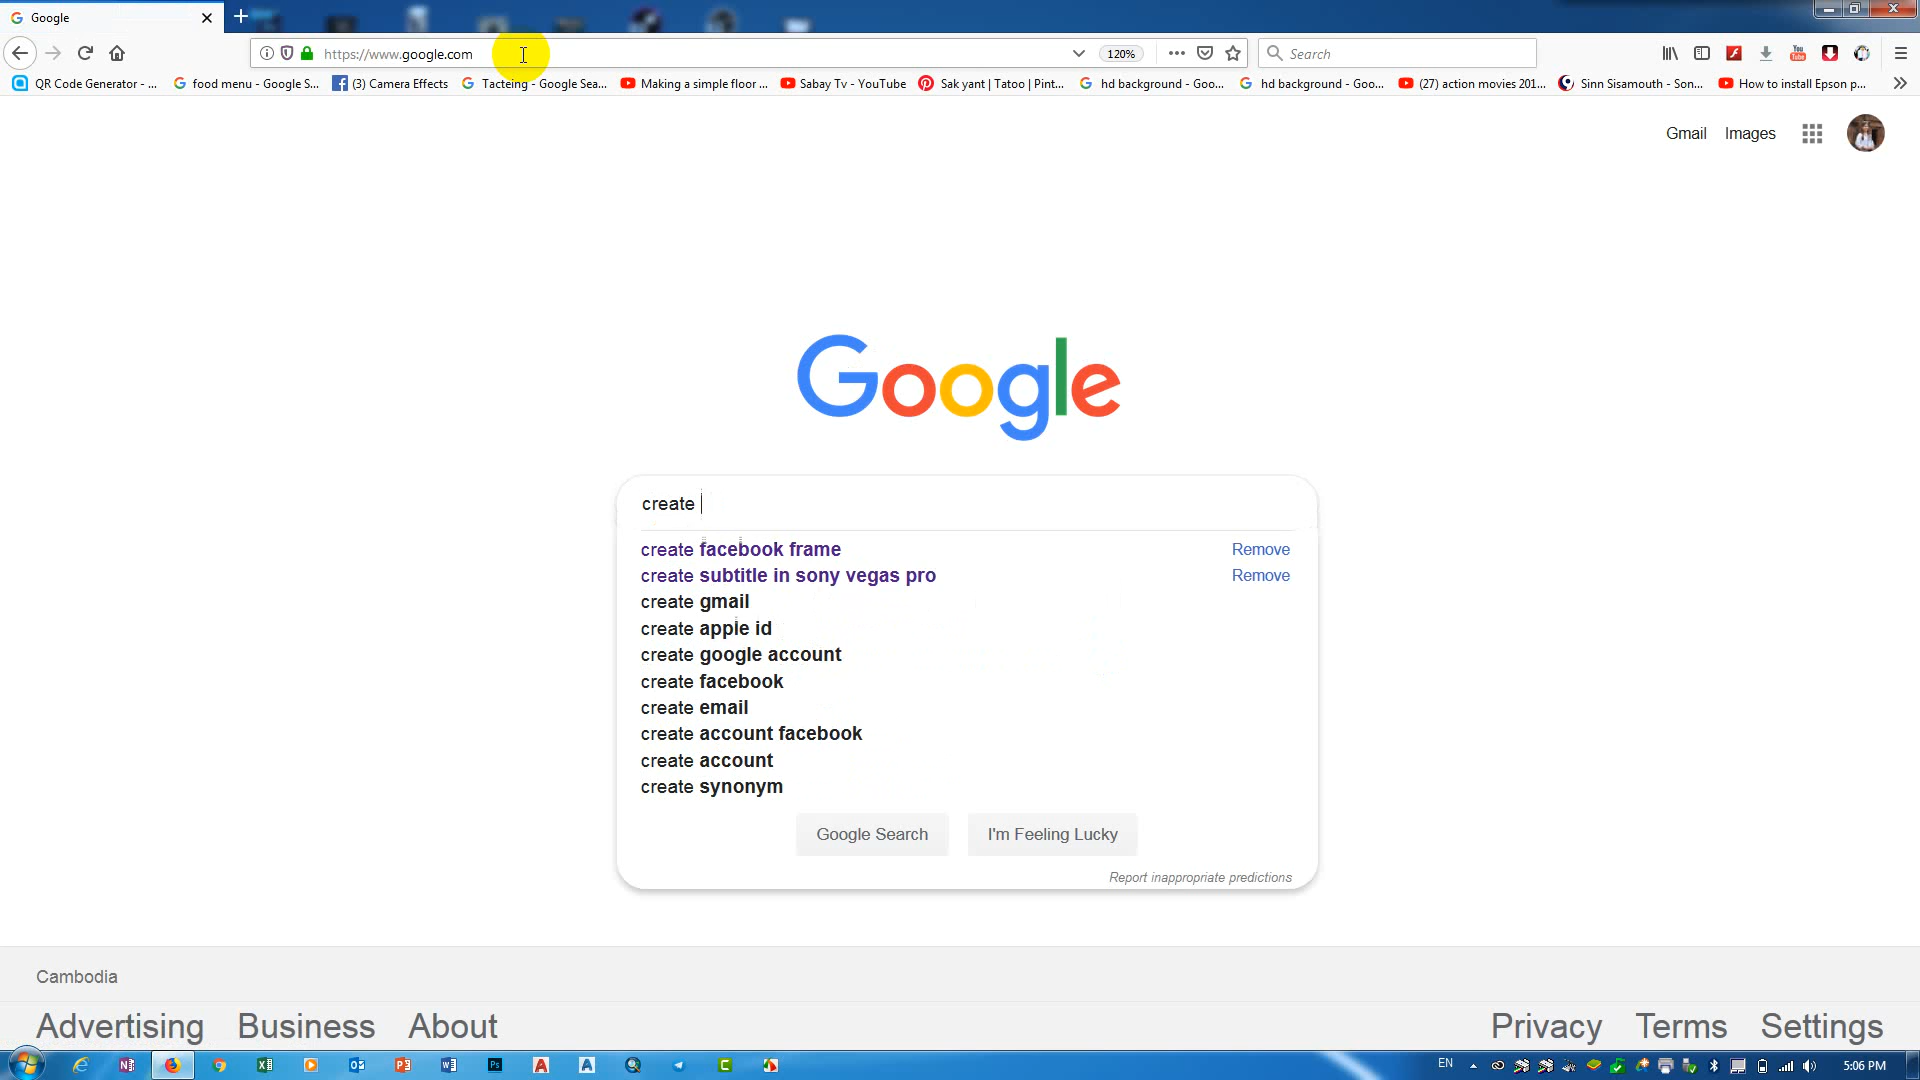 Google
https://www.google.com
120%
Search
QR Code Generator - ...
food menu - Google S...
(3) Camera Effects
Tacteing - Google Sea...
Making a simple floor ...
Sabay Tv - YouTube
Sak yant | Tatoo | Pint...
hd background - Goo...
hd background - Goo...
(27) action movies 201...
Sinn Sisamouth - Son...
How to install Epson p...
Gmail
Images
Google
create
create facebook frame
Remove
create subtitle in sony vegas pro
Remove
create gmail
create apple id
create google account
create facebook
create email
create account facebook
create account
create synonym
Google Search
I'm Feeling Lucky
Report inappropriate predictions
Cambodia
Advertising
Business
About
Privacy
Terms
Settings
EN
5:06 PM